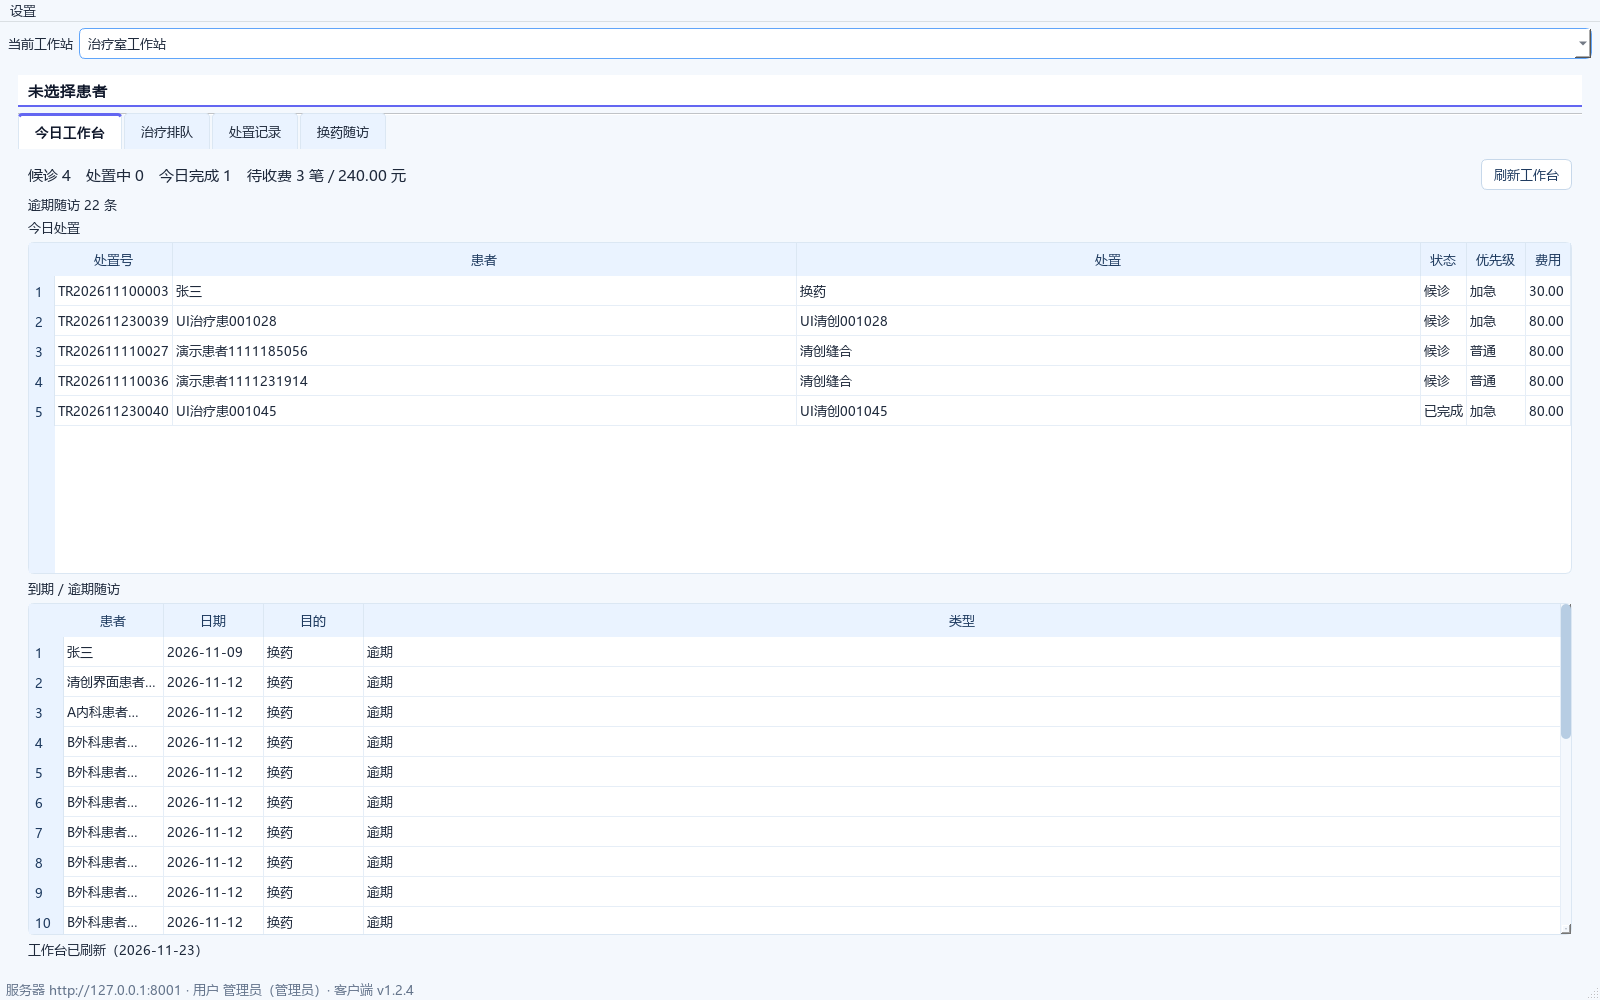 设置
当前工作站 治疗室工作站
未选择患者
今日工作台 治疗排队 处置记录 换药随访
候诊 4 处置中 0 今日完成 1 待收费 3 笔 / 240.00 元 刷新工作台
逾期随访 22 条
今日处置
处置号 患者 处置 状态 优先级 费用
1 TR202611100003 张三 换药 候诊 加急 30.00
2 TR202611230039 UI治疗患001028 UI清创001028 候诊 加急 80.00
3 TR202611110027 演示患者1111185056 清创缝合 候诊 普通 80.00
4 TR202611110036 演示患者1111231914 清创缝合 候诊 普通 80.00
5 TR202611230040 UI治疗患001045 UI清创001045 已完成 加急 80.00
到期 / 逾期随访
患者 日期 目的 类型
1 张三 2026-11-09 换药 逾期
2 清创界面患者... 2026-11-12 换药 逾期
3 A内科患者... 2026-11-12 换药 逾期
4 B外科患者... 2026-11-12 换药 逾期
5 B外科患者... 2026-11-12 换药 逾期
6 B外科患者... 2026-11-12 换药 逾期
7 B外科患者... 2026-11-12 换药 逾期
8 B外科患者... 2026-11-12 换药 逾期
9 B外科患者... 2026-11-12 换药 逾期
10 B外科患者... 2026-11-12 换药 逾期
工作台已刷新（2026-11-23）
服务器 http://127.0.0.1:8001 · 用户 管理员（管理员）· 客户端 v1.2.4